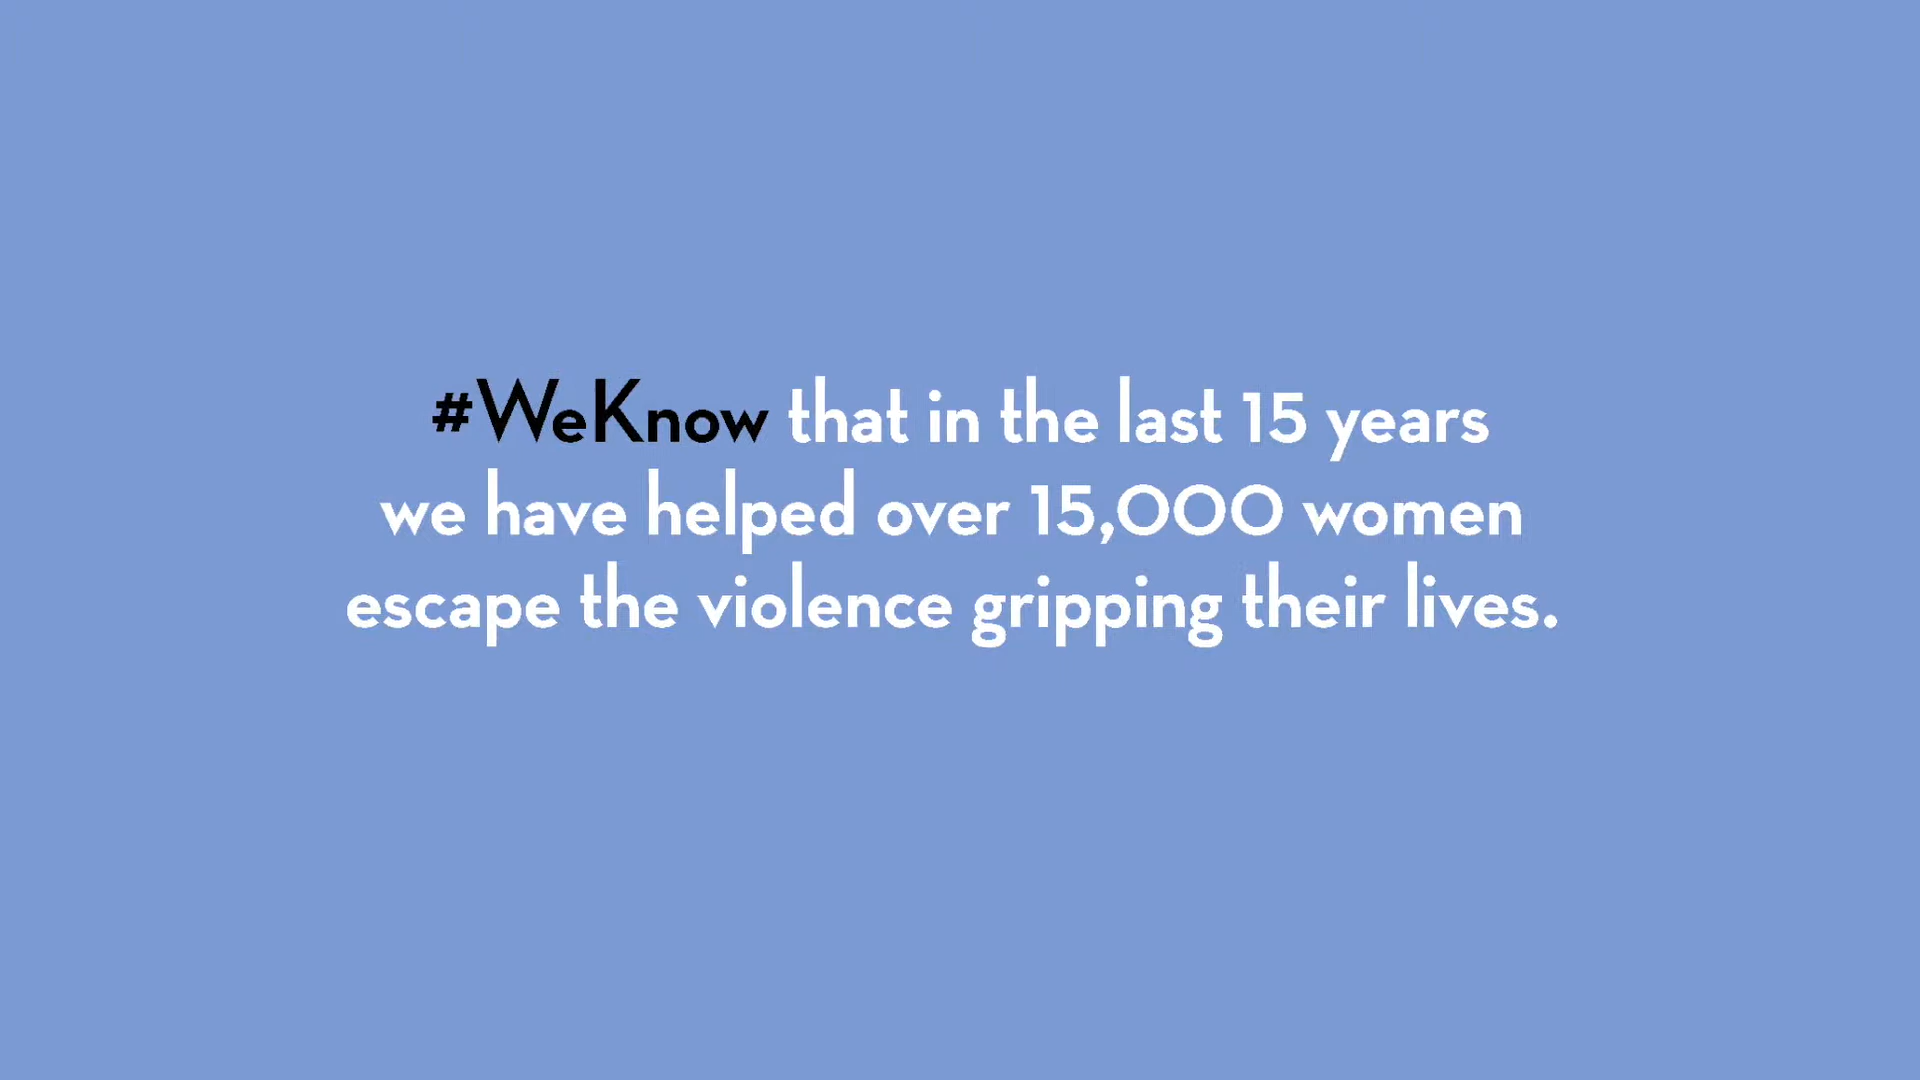 #WeKnow that in the last 15 years
we have helped over 15,000 women
escape the violence gripping their lives.